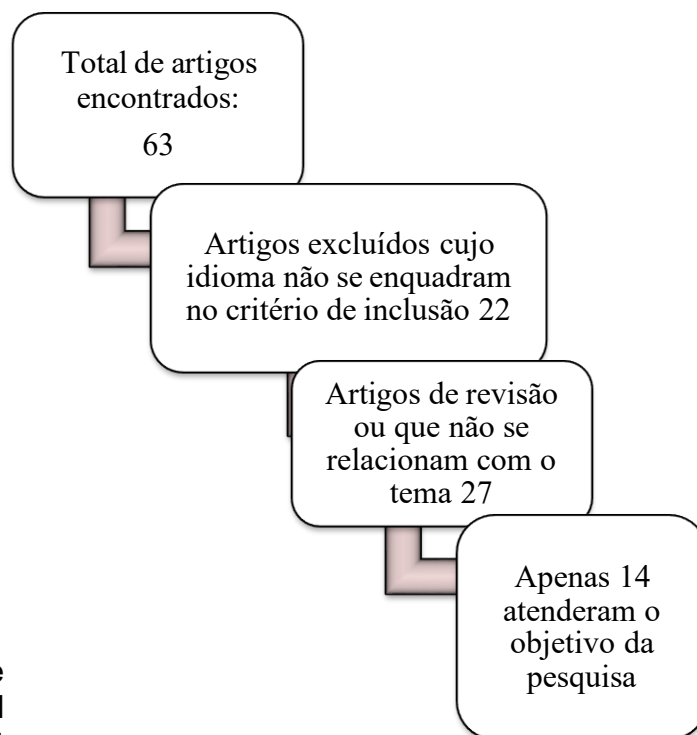 Total de artigos
encontrados:
63
Artigos excluídos cujo
idioma não se enquadram
no critério de inclusão 22
Artigos de revisão
ou que não se
relacionam com o
tema 27
Apenas 14
atenderam o
objetivo da
pesquisa